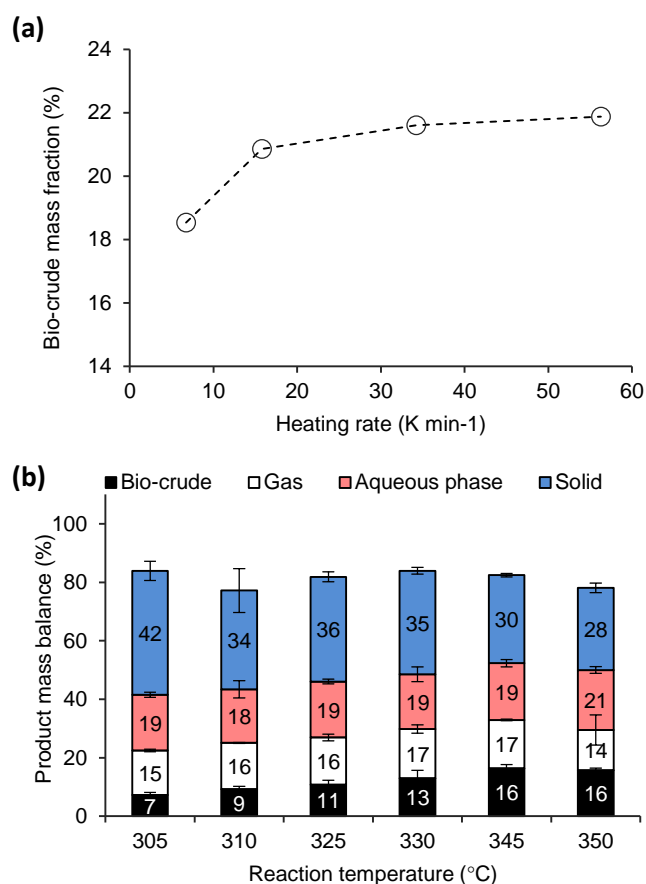 (a)
Bio-crude mass fraction (%)
24
22
20
18
16
14
0 10 20 30 40 50 60
Heating rate (K min-1)
(b)
Bio-crude Gas Aqueous phase Solid
Product mass balance (%)
100
80
60
40
20
0
42 34 36 35 30 28
19 18 19 19 19 21
15 16 16 17 17 14
7 9 11 13 16 16
305 310 325 330 345 350
Reaction temperature (°C)